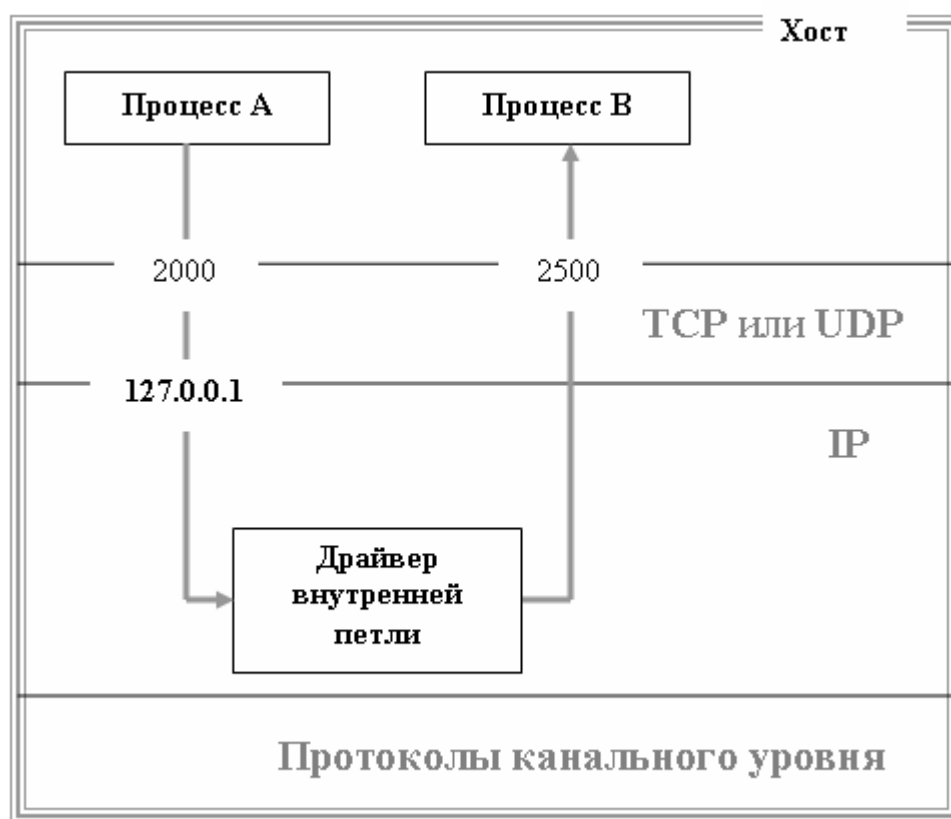 Хост
Процесс A
Процесс B
2000
2500
TCP или UDP
127.0.0.1
IP
Драйвер
внутренней
петли
Протоколы канального уровня